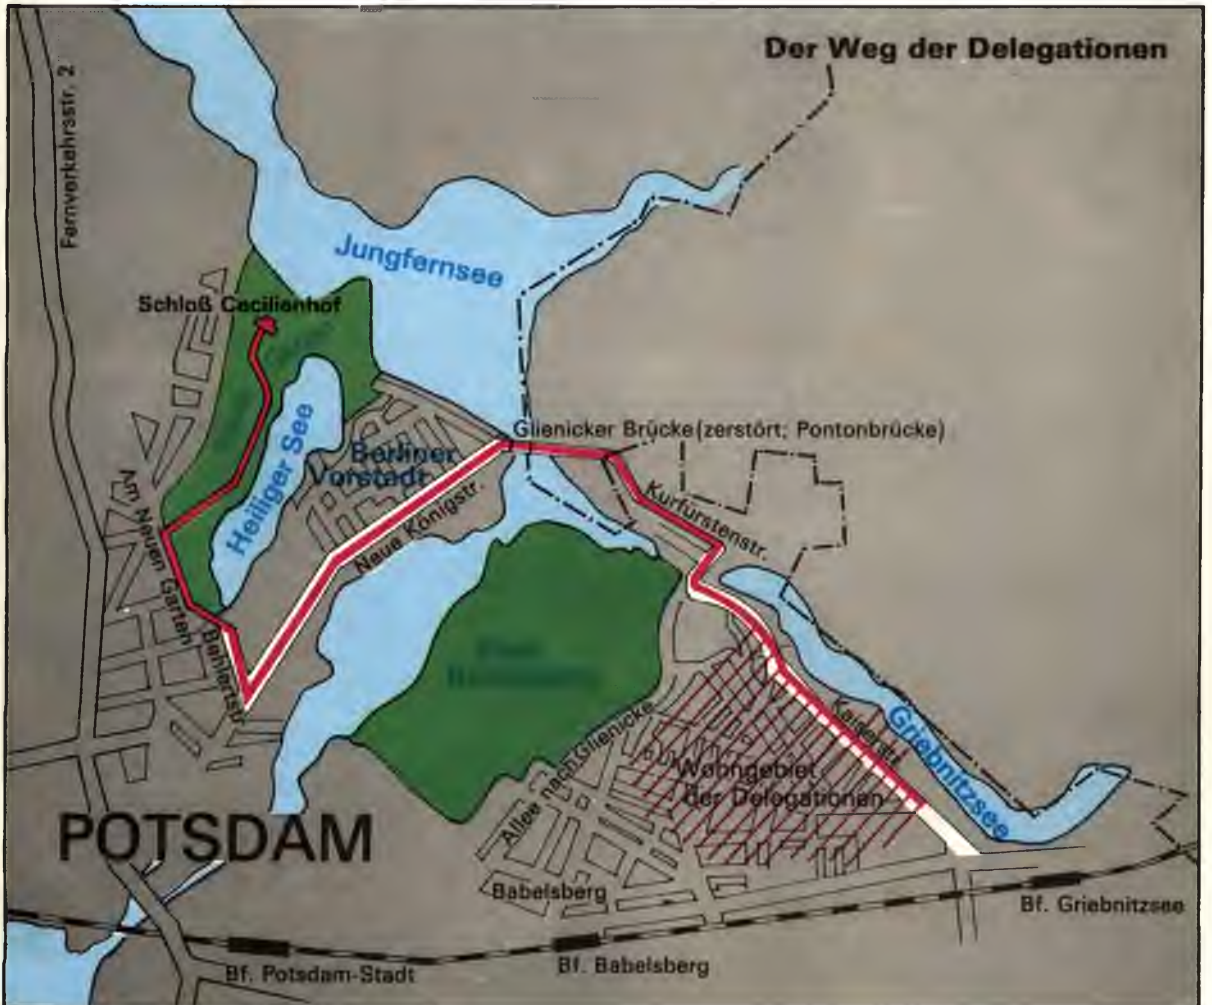 Der Weg der Delegationen
Fernverkehrsstr. 2
Jungfernsee
Schloß Cecilienhof
Glienicker Brücke (zerstört; Pontonbrücke)
Berliner
Vorstadt
Heiliger See
Am Neuen Garten
Neue Königstr.
Kurfürstenstr.
Behlertstr.
Kaiserstr.
Griebnitzsee
Allee nach Glienicke
Wohngebiet
der Delegationen
POTSDAM
Babelsberg
Bf. Griebnitzsee
Bf. Babelsberg
Bf. Potsdam-Stadt